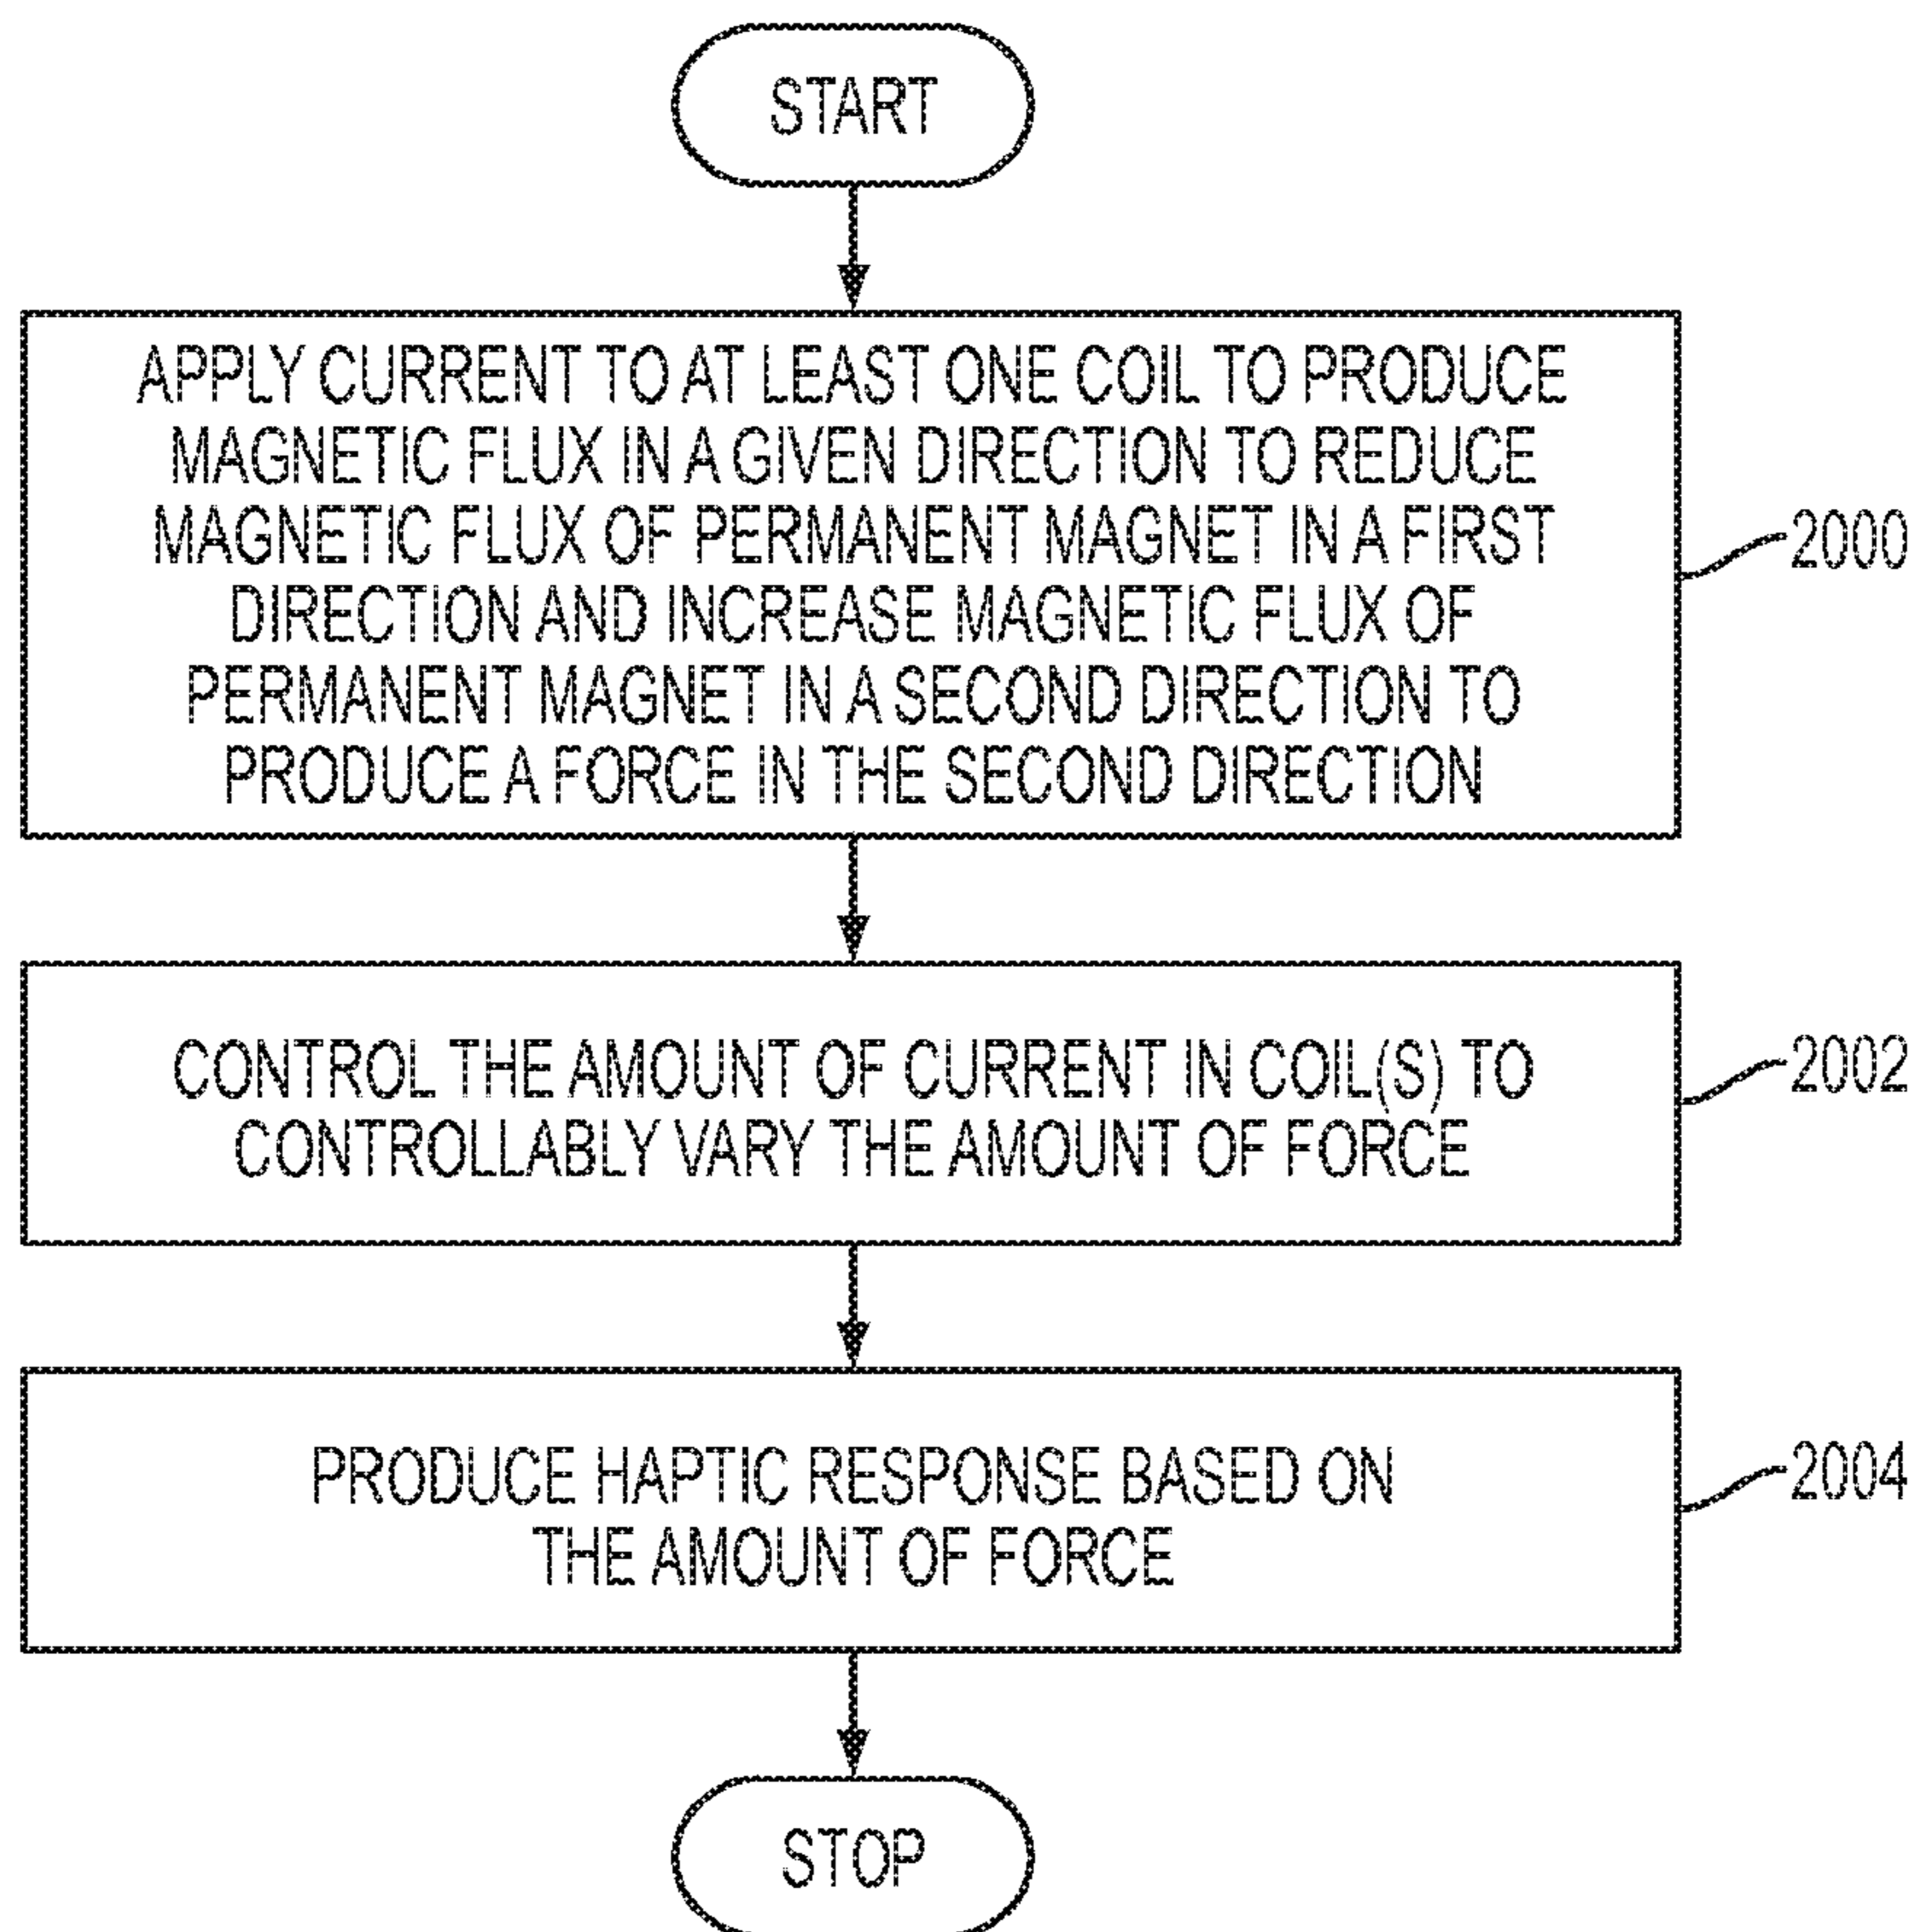 START
APPLY CURRENT TO AT LEAST ONE COIL TO PRODUCE
MAGNETIC FLUX IN A GIVEN DIRECTION TO REDUCE
MAGNETIC FLUX OF PERMANENT MAGNET IN A FIRST
DIRECTION AND INCREASE MAGNETIC FLUX OF
PERMANENT MAGNET IN A SECOND DIRECTION TO
PRODUCE A FORCE IN THE SECOND DIRECTION
2000
CONTROL THE AMOUNT OF CURRENT IN COIL(S) TO
CONTROLLABLY VARY THE AMOUNT OF FORCE
2002
PRODUCE HAPTIC RESPONSE BASED ON
THE AMOUNT OF FORCE
2004
STOP